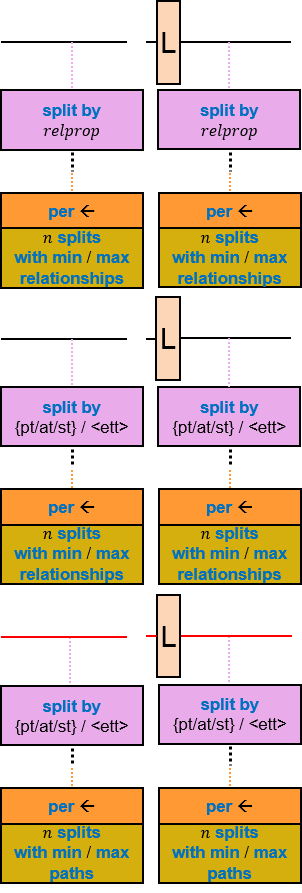 L
split by
relprop
split by
relprop
per ←
n splits
with min / max
relationships
per ←
n splits
with min / max
relationships
L
split by
{pt/at/st} / <ett>
split by
{pt/at/st} / <ett>
per ←
n splits
with min / max
relationships
per ←
n splits
with min / max
relationships
L
split by
{pt/at/st} / <ett>
split by
{pt/at/st} / <ett>
per ←
n splits
with min / max
paths
per ←
n splits
with min / max
paths